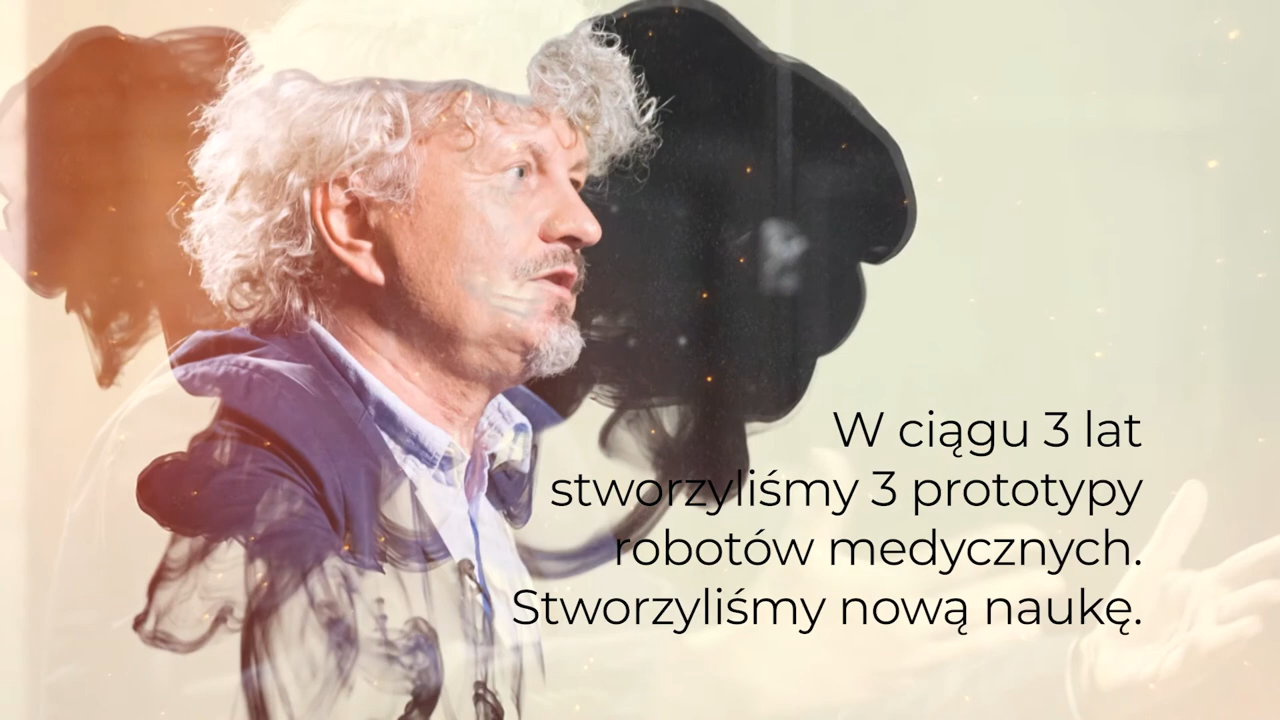 W ciągu 3 lat
stworzyliśmy 3 prototypy
robotów medycznych.
Stworzyliśmy nową naukę.